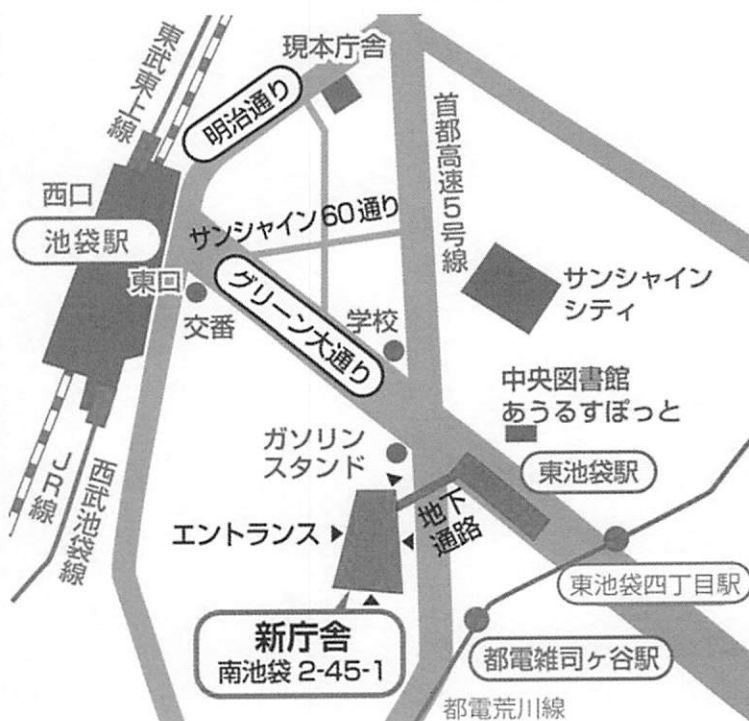 東武東上線
現本庁舎
明治通り
首都高速5号線
西口
池袋駅
サンシャイン60通り
東口
交番
グリーン大通り
学校
サンシャイン
シティ
中央図書館
あうるすぽっと
ガソリン
スタンド
東池袋駅
JR線
西武池袋線
エントランス
地下
通路
東池袋四丁目駅
新庁舎
南池袋2-45-1
都電雑司ヶ谷駅
都電荒川線